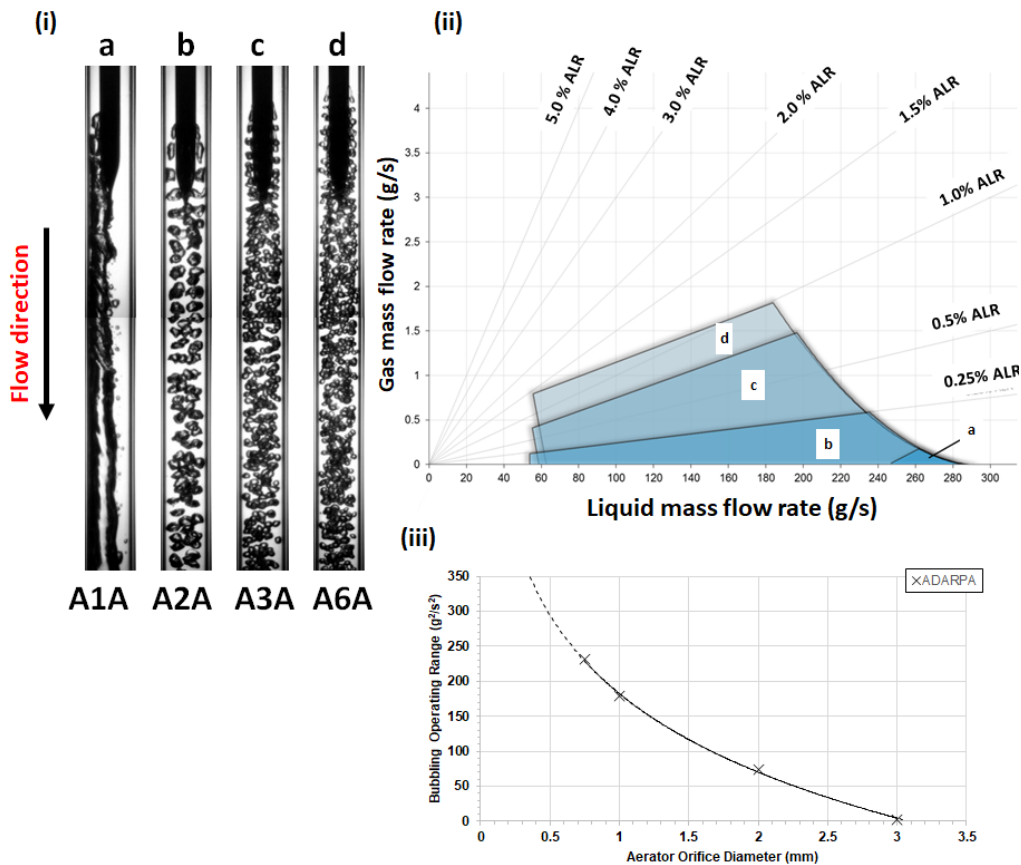 (i)
a b c d
Flow direction
A1A A2A A3A A6A
(ii)
5.0 % ALR
4.0 % ALR
3.0 % ALR
2.0 % ALR
1.5% ALR
1.0% ALR
0.5% ALR
0.25% ALR
Gas mass flow rate (g/s)
4
3.5
3
2.5
2
1.5
1
0.5
0
d
c
b
a
0 20 40 60 80 100 120 140 160 180 200 220 240 260 280 300
Liquid mass flow rate (g/s)
(iii)
Bubbling Operating Range (g²/s²)
350
300
250
200
150
100
50
0
ADARPA
0 0.5 1 1.5 2 2.5 3 3.5
Aerator Orifice Diameter (mm)